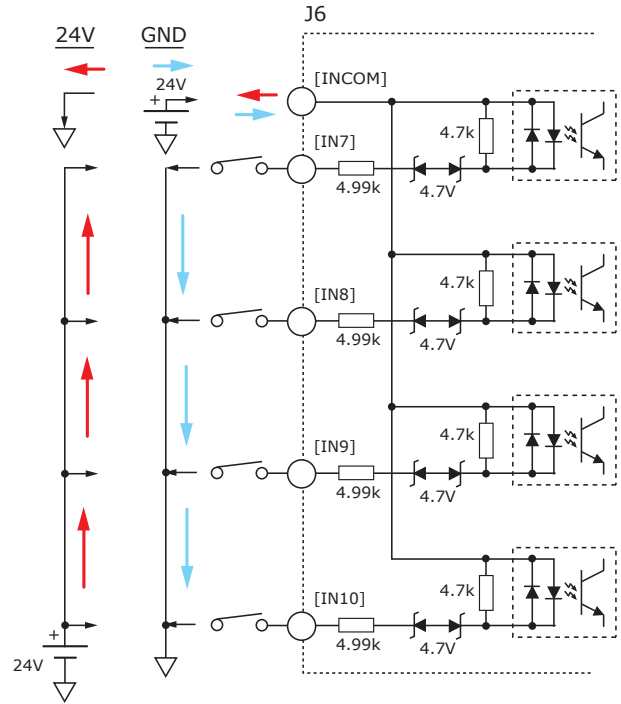 J6
24V
GND
24V
+
[INCOM]
4.7k
[IN7]
4.99k
4.7V
[IN8]
4.7k
4.99k
4.7V
[IN9]
4.7k
4.99k
4.7V
[IN10]
4.7k
4.99k
4.7V
+
24V